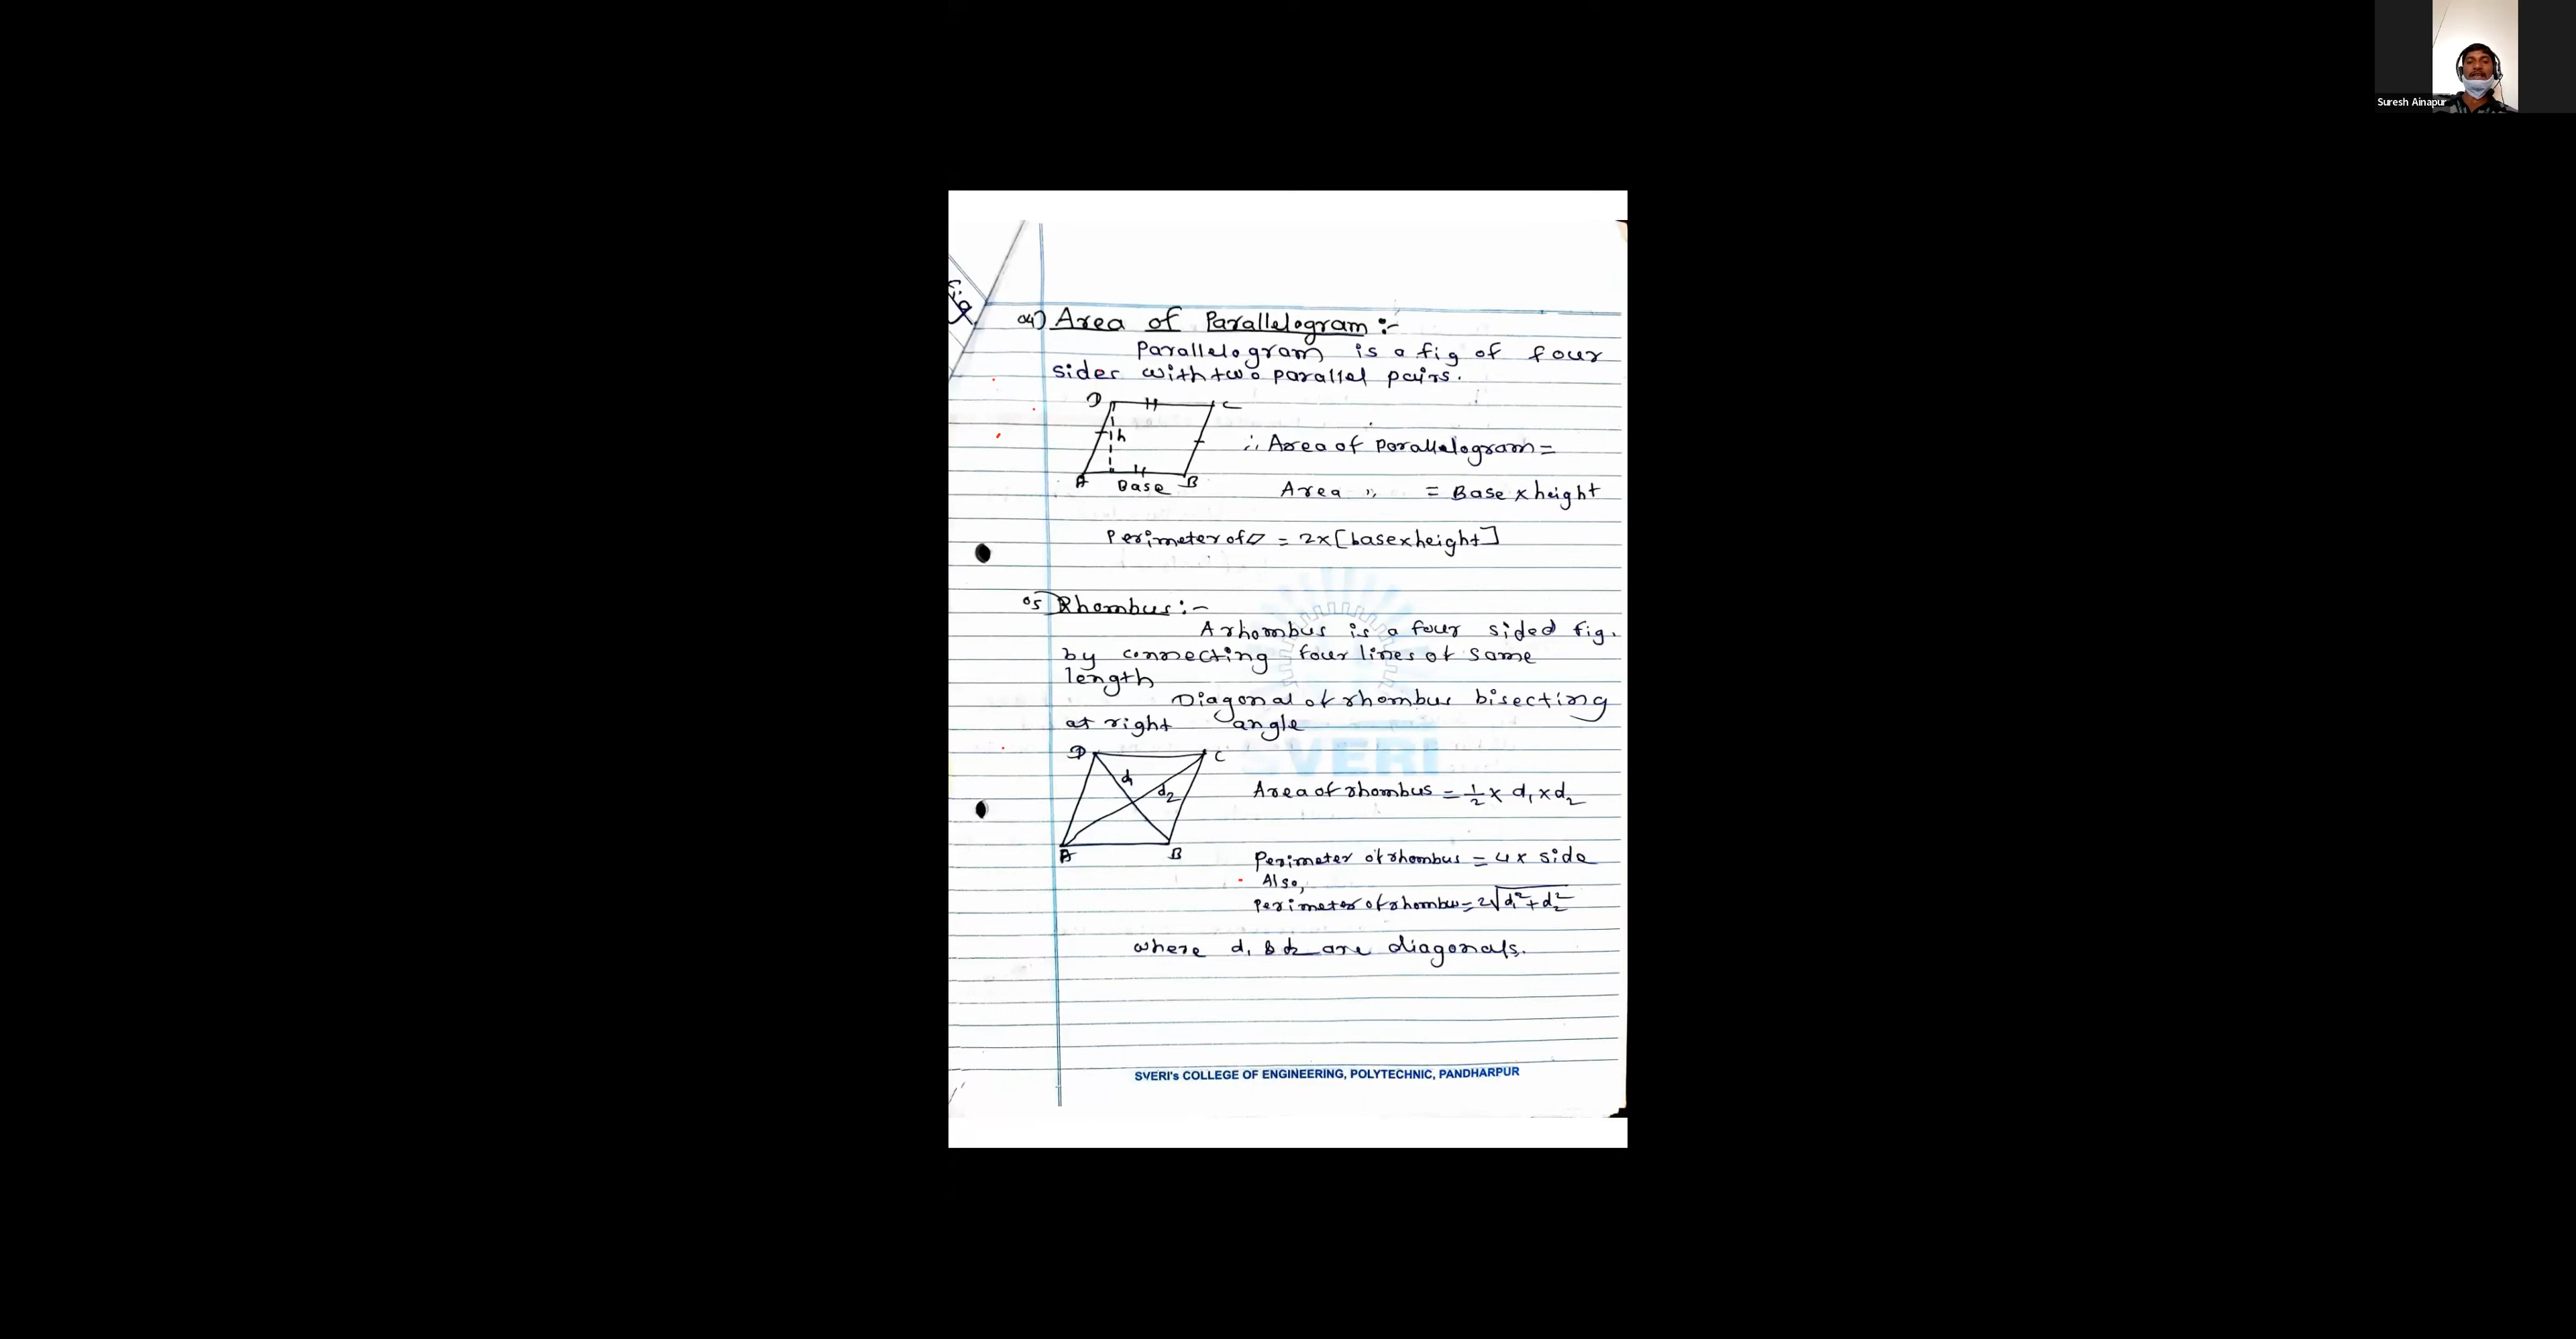 Suresh Ainapur
04) Area of Parallelogram :-
Parallelogram is a fig of four
sides with two parallel pairs.
D C
h
A Base B
∴ Area of Parallelogram =
Area ,, = Base x height
Perimeter of ▱ = 2x[basexheight]
05 Rhombus :-
A rhombus is a four sided fig.
by connecting four lines of same
length
Diagonal of rhombus bisecting
at right angle
SVERI
D C
d1
d2
A B
Area of rhombus = 1/2 x d1 x d2
Perimeter of rhombus = 4x side
Also,
Perimeter of rhombus = 2√d1²+d2²
where d1 & d2 are diagonals.
SVERI's COLLEGE OF ENGINEERING, POLYTECHNIC, PANDHARPUR